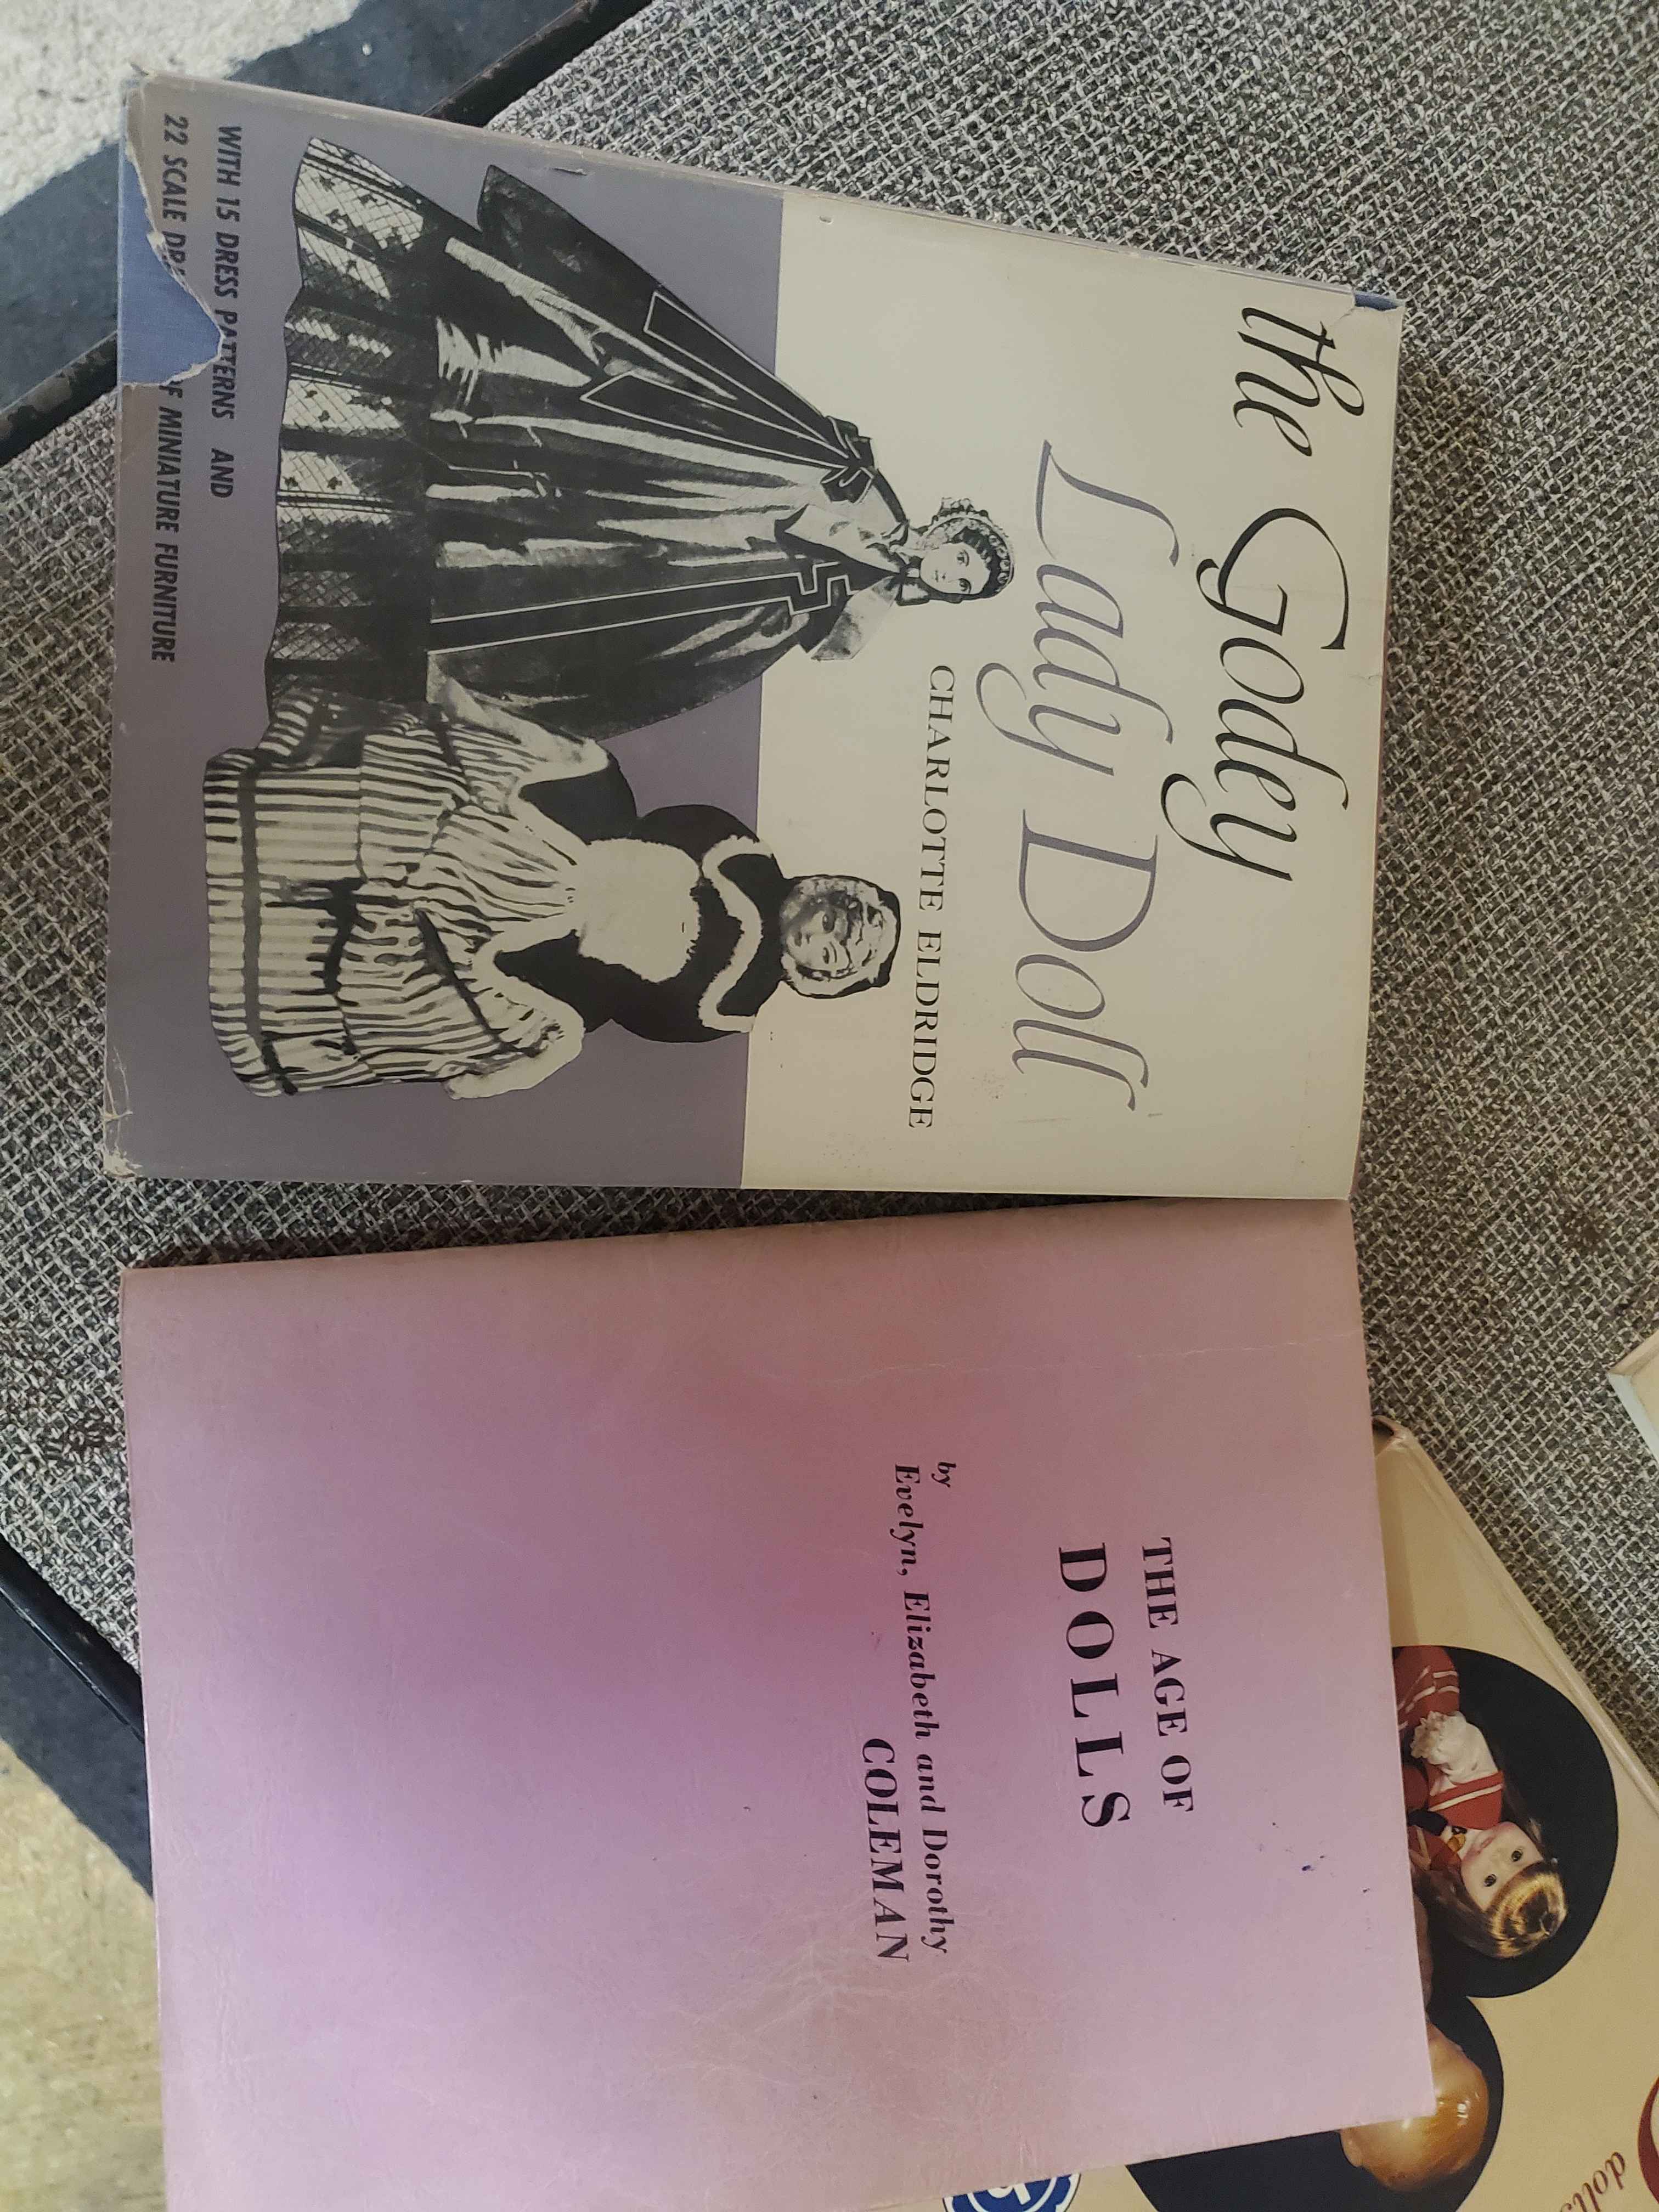 the Godey
Lady Doll
CHARLOTTE ELDRIDGE
WITH 15 DRESS PATTERNS AND
22 SCALE MINIATURE FURNITURE
THE AGE OF
DOLLS
by
Evelyn, Elizabeth and Dorothy
COLEMAN
dolls